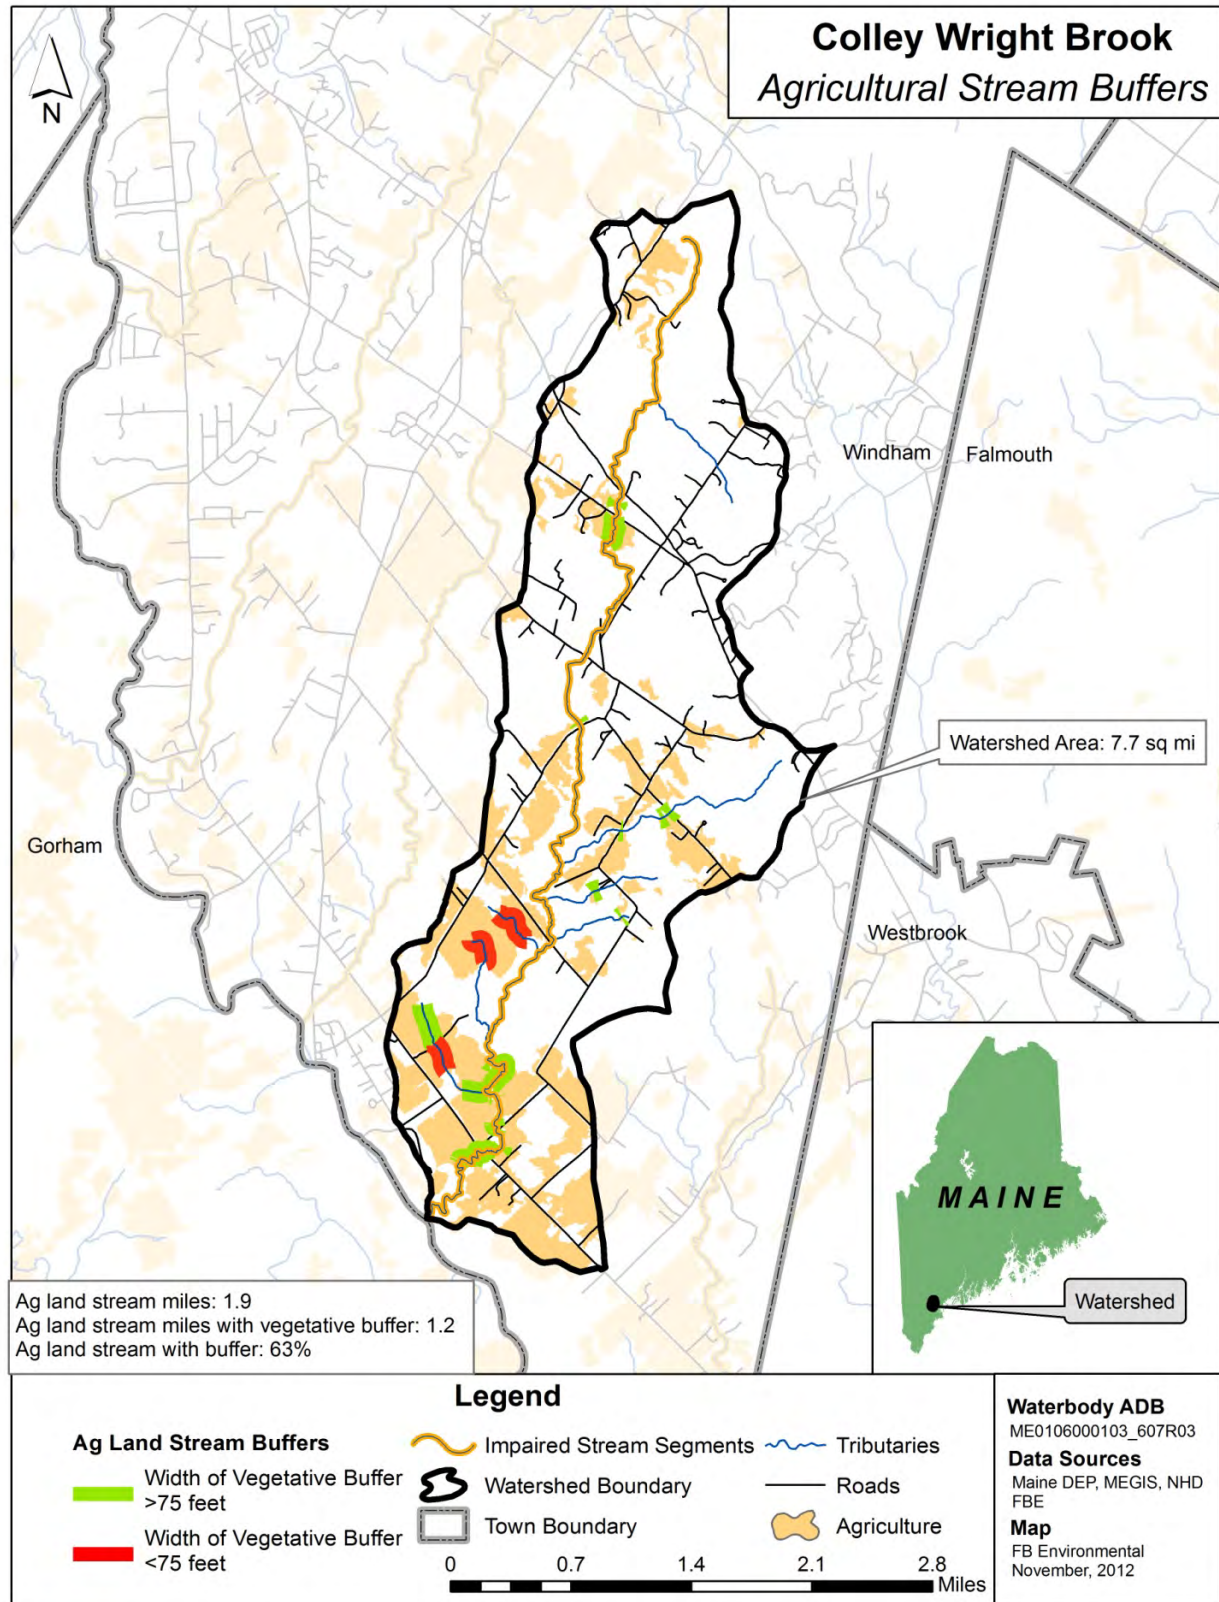 Colley Wright Brook
Agricultural Stream Buffers
N
Windham
Falmouth
Watershed Area: 7.7 sq mi
Gorham
Westbrook
MAINE
Watershed
Ag land stream miles: 1.9
Ag land stream miles with vegetative buffer: 1.2
Ag land stream with buffer: 63%
Legend
Ag Land Stream Buffers
Width of Vegetative Buffer
>75 feet
Width of Vegetative Buffer
<75 feet
Impaired Stream Segments
Watershed Boundary
Town Boundary
Tributaries
Roads
Agriculture
0 0.7 1.4 2.1 2.8
Miles
Waterbody ADB
ME0106000103_607R03
Data Sources
Maine DEP, MEGIS, NHD
FBE
Map
FB Environmental
November, 2012